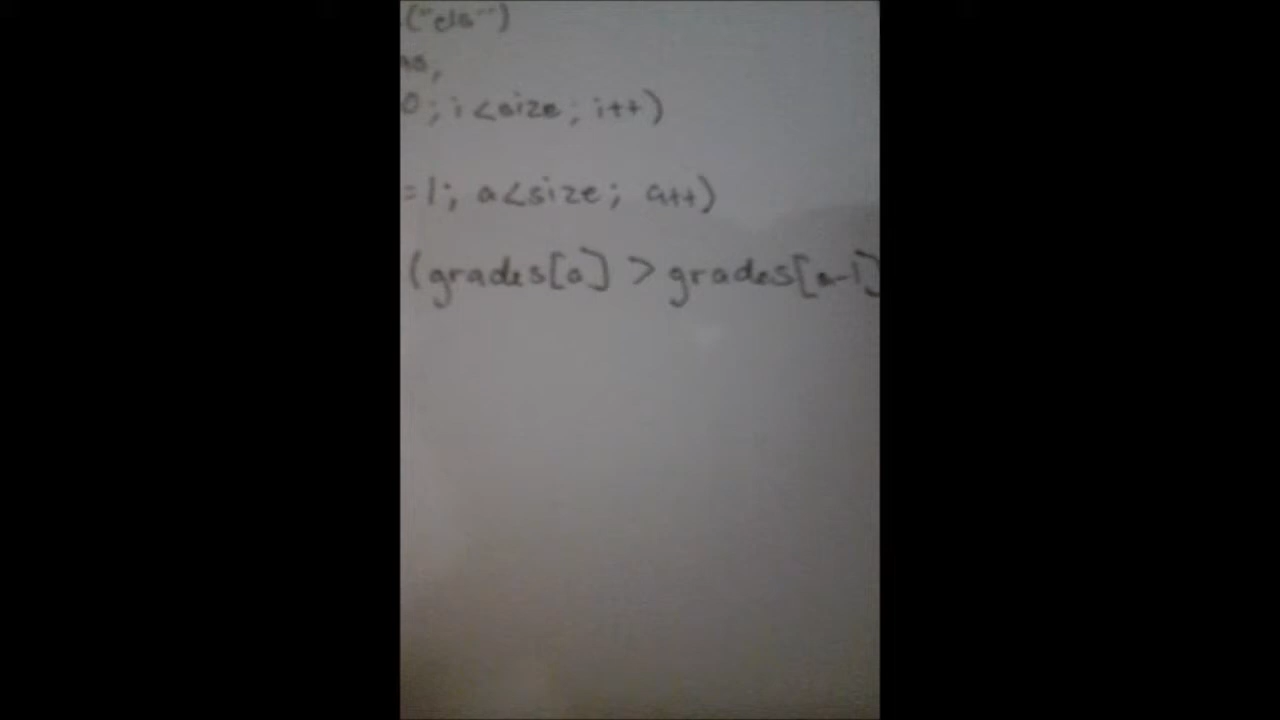 ("cls")
0; i<size; i++)
=1; a<size; a++)
(grades[a] > grades[a-1]